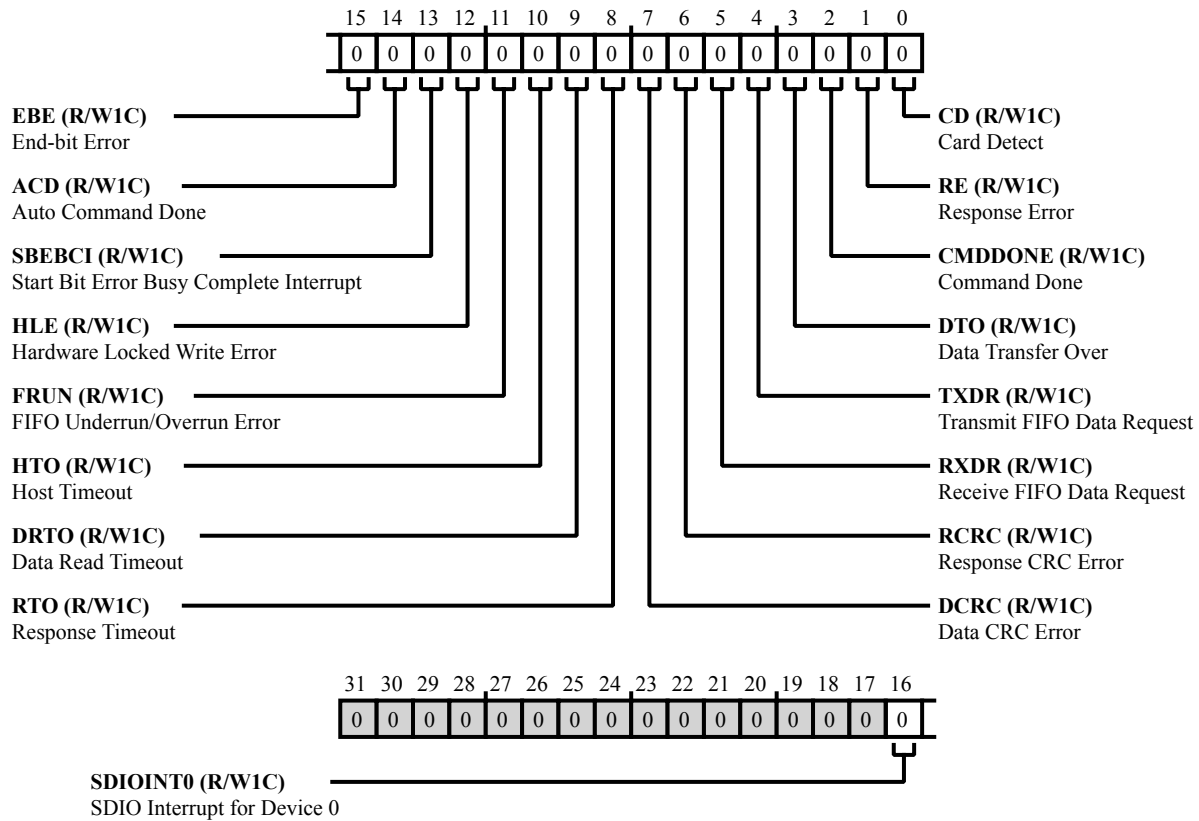 15 14 13 12 11 10 9 8 7 6 5 4 3 2 1 0
0 0 0 0 0 0 0 0 0 0 0 0 0 0 0 0
EBE (R/W1C)
End-bit Error
ACD (R/W1C)
Auto Command Done
SBEBCI (R/W1C)
Start Bit Error Busy Complete Interrupt
HLE (R/W1C)
Hardware Locked Write Error
FRUN (R/W1C)
FIFO Underrun/Overrun Error
HTO (R/W1C)
Host Timeout
DRTO (R/W1C)
Data Read Timeout
RTO (R/W1C)
Response Timeout
CD (R/W1C)
Card Detect
RE (R/W1C)
Response Error
CMDDONE (R/W1C)
Command Done
DTO (R/W1C)
Data Transfer Over
TXDR (R/W1C)
Transmit FIFO Data Request
RXDR (R/W1C)
Receive FIFO Data Request
RCRC (R/W1C)
Response CRC Error
DCRC (R/W1C)
Data CRC Error
31 30 29 28 27 26 25 24 23 22 21 20 19 18 17 16
0 0 0 0 0 0 0 0 0 0 0 0 0 0 0 0
SDIOINT0 (R/W1C)
SDIO Interrupt for Device 0